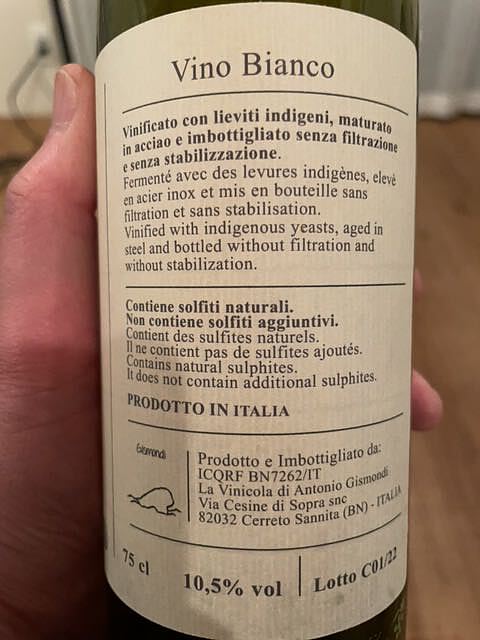 Vino Bianco
Vinificato con lieviti indigeni, maturato
in acciao e imbottigliato senza filtrazione
e senza stabilizzazione.
Fermenté avec des levures indigènes, elevè
en acier inox et mis en bouteille sans
filtration et sans stabilisation.
Vinified with indigenous yeasts, aged in
steel and bottled without filtration and
without stabilization.
Contiene solfiti naturali.
Non contiene solfiti aggiuntivi.
Contient des sulfites naturels.
Il ne contient pas de sulfites ajoutés.
Contains natural sulphites.
It does not contain additional sulphites.
PRODOTTO IN ITALIA
Gismondi
Prodotto e Imbottigliato da:
ICQRF BN7262/IT
La Vinicola di Antonio Gismondi
Via Cesine di Sopra snc
82032 Cerreto Sannita (BN) - ITALIA
75 cl
10,5% vol
Lotto C01/22